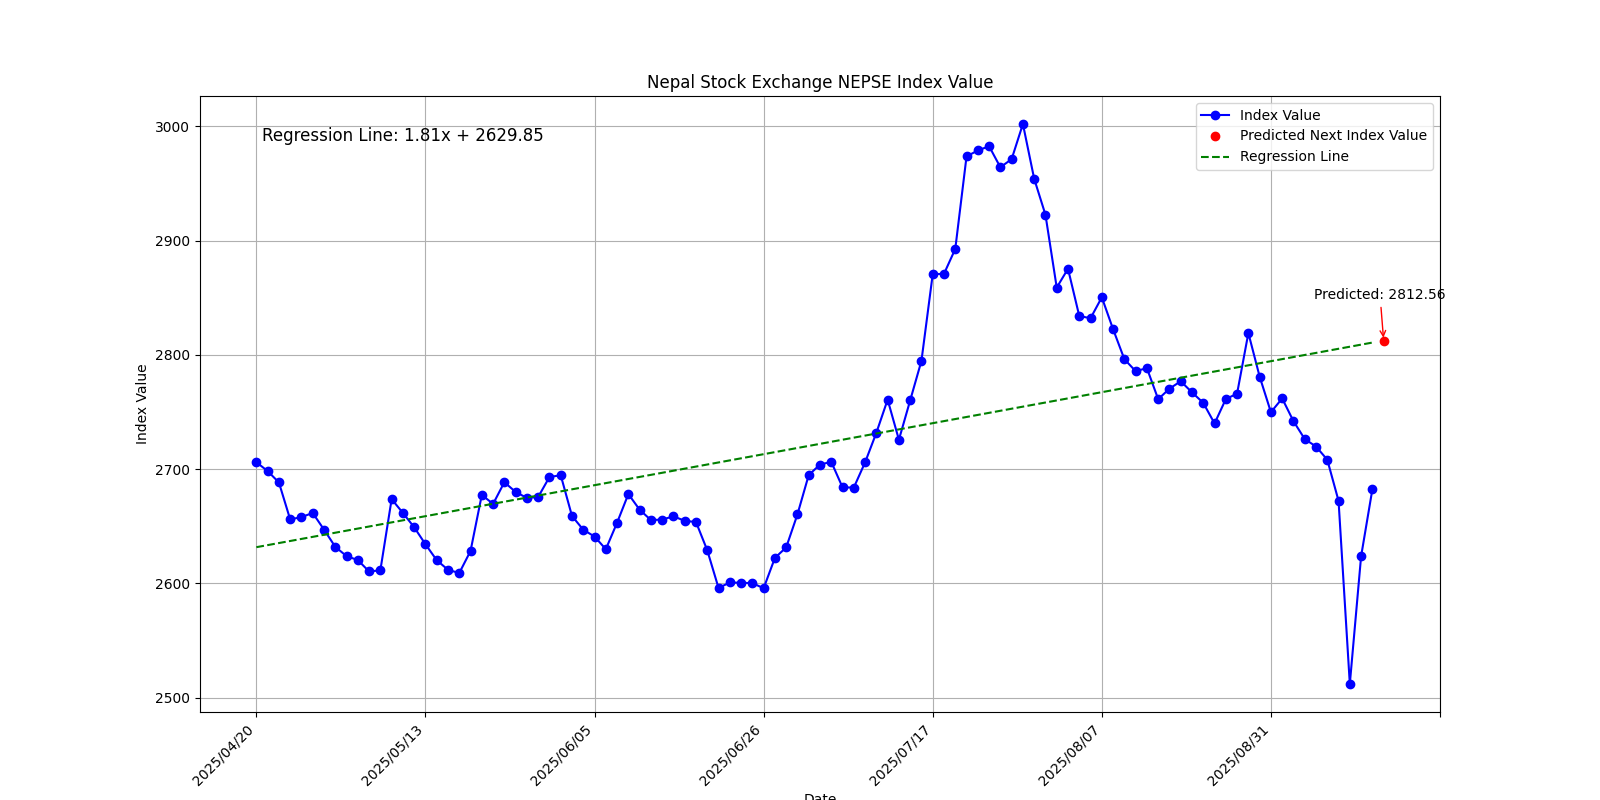 Nepal Stock Exchange NEPSE Index Value
Regression Line: 1.81x + 2629.85
Index Value
Predicted Next Index Value
Regression Line
Predicted: 2812.56
Index Value
3000
2900
2800
2700
2600
2500
2025/04/20
2025/05/13
2025/06/05
2025/06/26
2025/07/17
2025/08/07
2025/08/31
Date